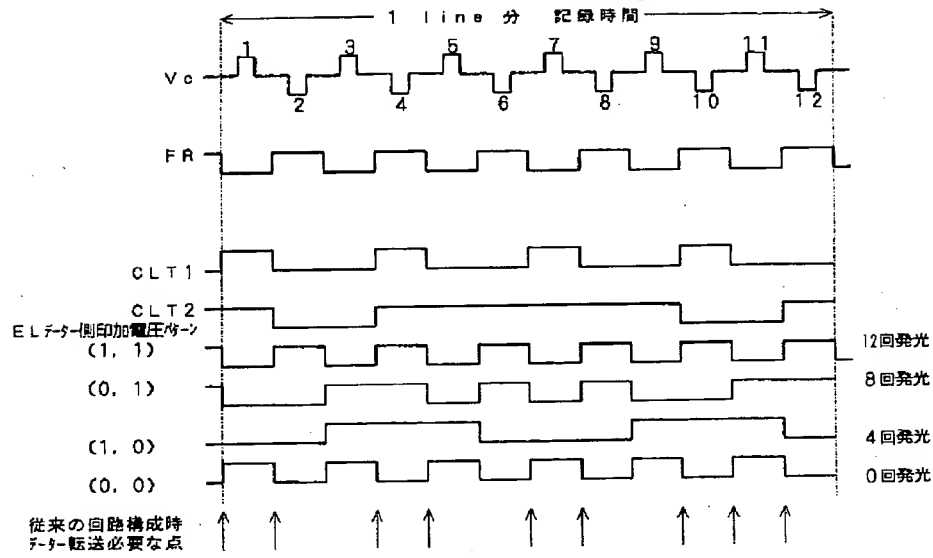 1 line 分 記録時間
1 3 5 7 9 11
Vc
2 4 6 8 10 12
FR
CLT1
CLT2
ELデーター側印加電圧パターン
(1, 1) 12回発光
(0, 1) 8回発光
(1, 0) 4回発光
(0, 0) 0回発光
従来の回路構成時
データー転送必要な点